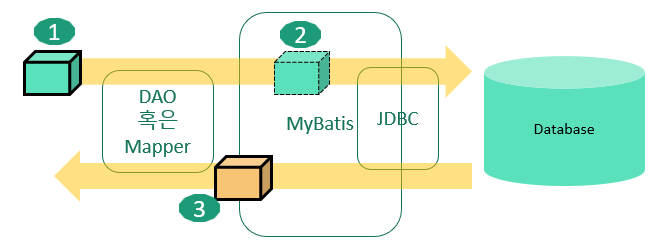 1
2
DAO
혹은
Mapper
MyBatis
JDBC
Database
3